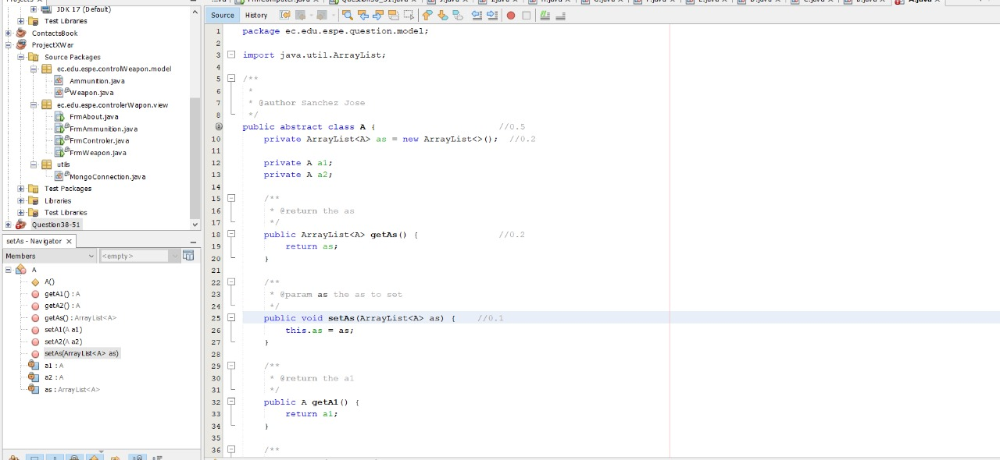 JDK 17 (Default)
Test Libraries
ContactsBook
ProjectXWar
Source Packages
ec.edu.espe.controlWeapon.model
Ammunition.java
Weapon.java
ec.edu.espe.controlerWapon.view
FrmAbout.java
FrmAmmunition.java
FrmControler.java
FrmWeapon.java
utils
MongoConnection.java
Test Packages
Libraries
Test Libraries
Question38-51
setAs - Navigator
Members
<empty>
A
A()
getA1() : A
getA2() : A
getAs() : ArrayList<A>
setA1(A a1)
setA2(A a2)
setAs(ArrayList<A> as)
a1 : A
a2 : A
as : ArrayList<A>
Source History
1 package ec.edu.espe.question.model;
2
3 import java.util.ArrayList;
4
5 /**
6 *
7 * @author Sanchez Jose
8 */
public abstract class A { //0.5
10 private ArrayList<A> as = new ArrayList<>(); //0.2
11
12 private A a1;
13 private A a2;
14
15 /**
16 * @return the as
17 */
18 public ArrayList<A> getAs() { //0.2
19 return as;
20 }
21
22 /**
23 * @param as the as to set
24 */
25 public void setAs(ArrayList<A> as) { //0.1
26 this.as = as;
27 }
28
29 /**
30 * @return the a1
31 */
32 public A getA1() {
33 return a1;
34 }
35
36 /**